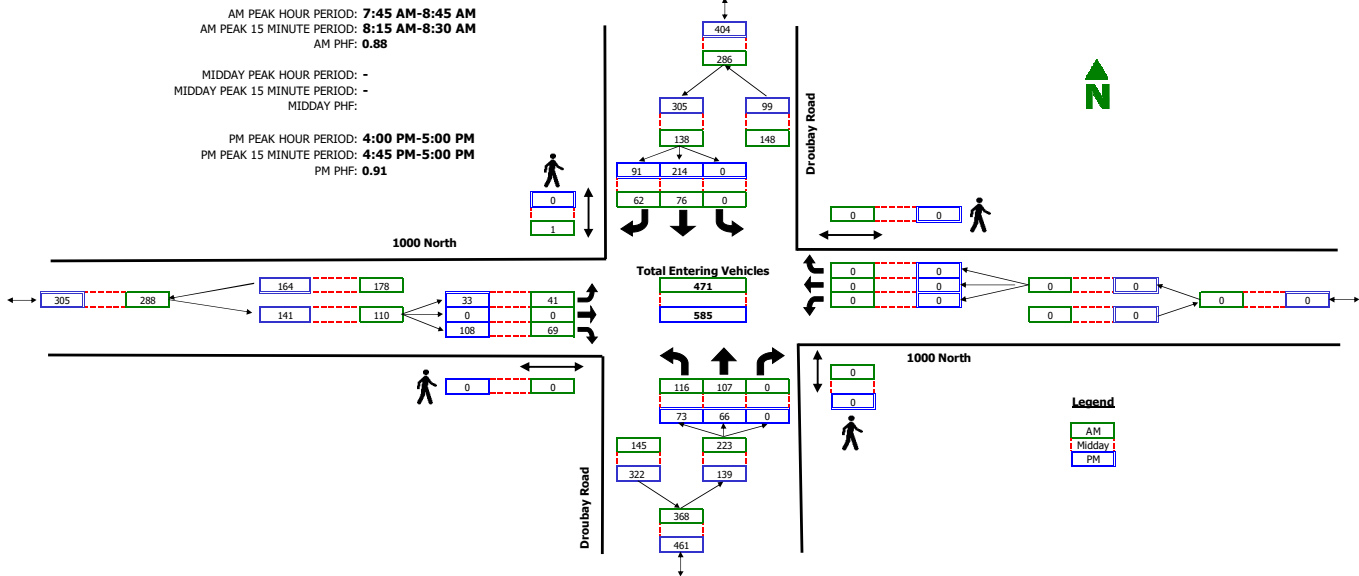 AM PEAK HOUR PERIOD: 7:45 AM-8:45 AM
AM PEAK 15 MINUTE PERIOD: 8:15 AM-8:30 AM
AM PHF: 0.88
MIDDAY PEAK HOUR PERIOD: -
MIDDAY PEAK 15 MINUTE PERIOD: -
MIDDAY PHF:
PM PEAK HOUR PERIOD: 4:00 PM-5:00 PM
PM PEAK 15 MINUTE PERIOD: 4:45 PM-5:00 PM
PM PHF: 0.91
404
286
305 99
138 148
91 214 0
62 76 0
Droubay Road
N
0
1
0 0
1000 North
Total Entering Vehicles
471
585
305 288
164 178
141 110
33 41
0 0
108 69
0 0
0 0
0 0
0 0
0 0
0 0
1000 North
0 0
116 107 0
73 66 0
145 223
322 139
368
461
Droubay Road
0
0
Legend
AM
Midday
PM